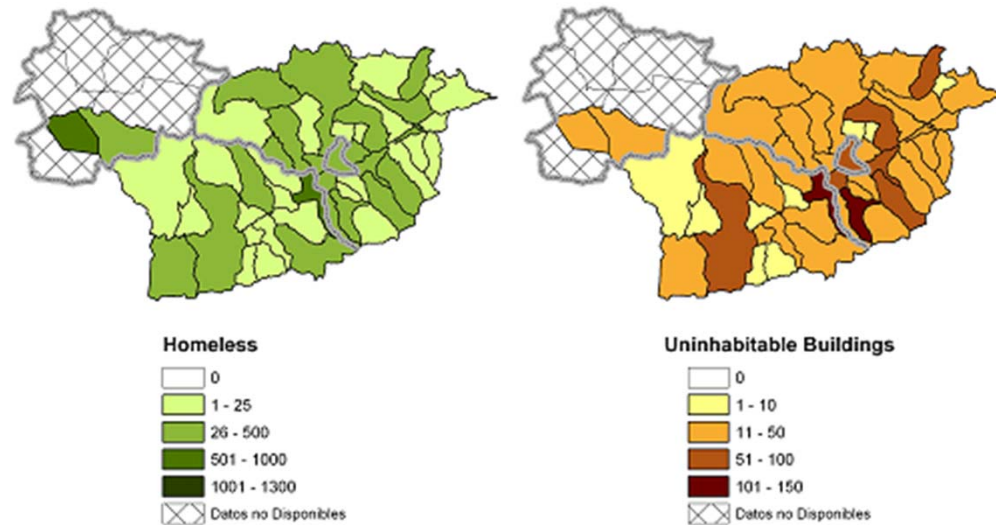 Homeless
0
1 - 25
26 - 500
501 - 1000
1001 - 1300
Datos no Disponibles
Uninhabitable Buildings
0
1 - 10
11 - 50
51 - 100
101 - 150
Datos no Disponibles